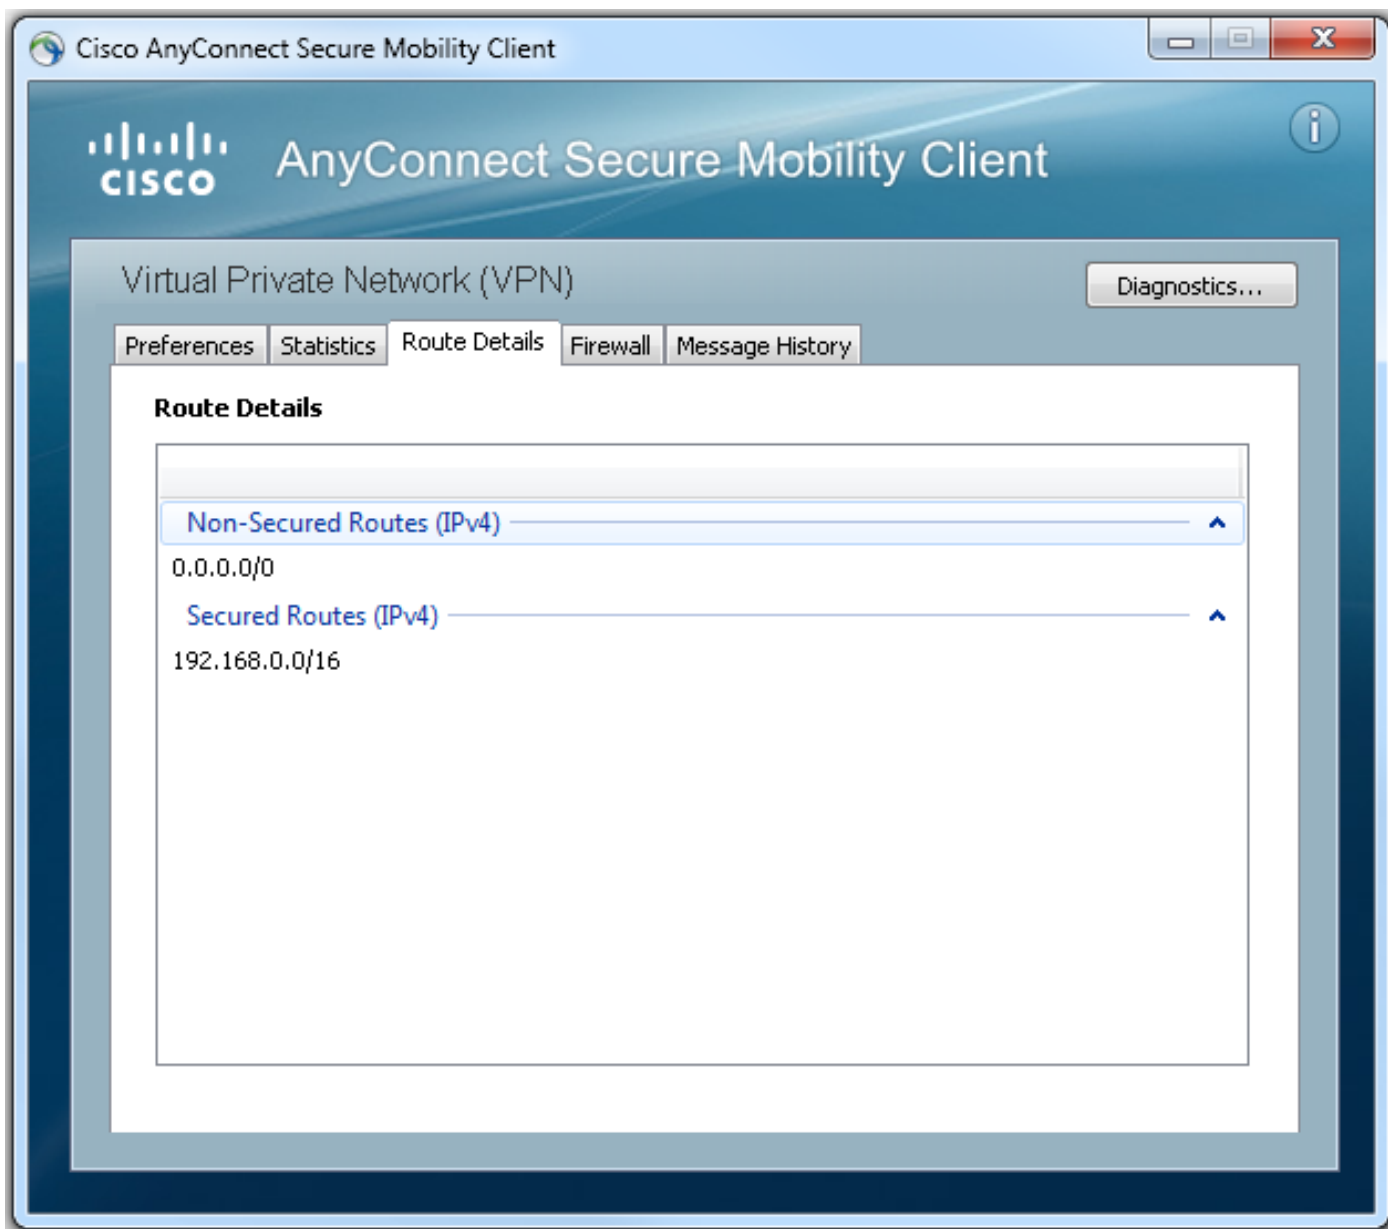 Cisco AnyConnect Secure Mobility Client
CISCO AnyConnect Secure Mobility Client
Virtual Private Network (VPN)
Diagnostics...
Preferences Statistics Route Details Firewall Message History
Route Details
Non-Secured Routes (IPv4)
0.0.0.0/0
Secured Routes (IPv4)
192.168.0.0/16